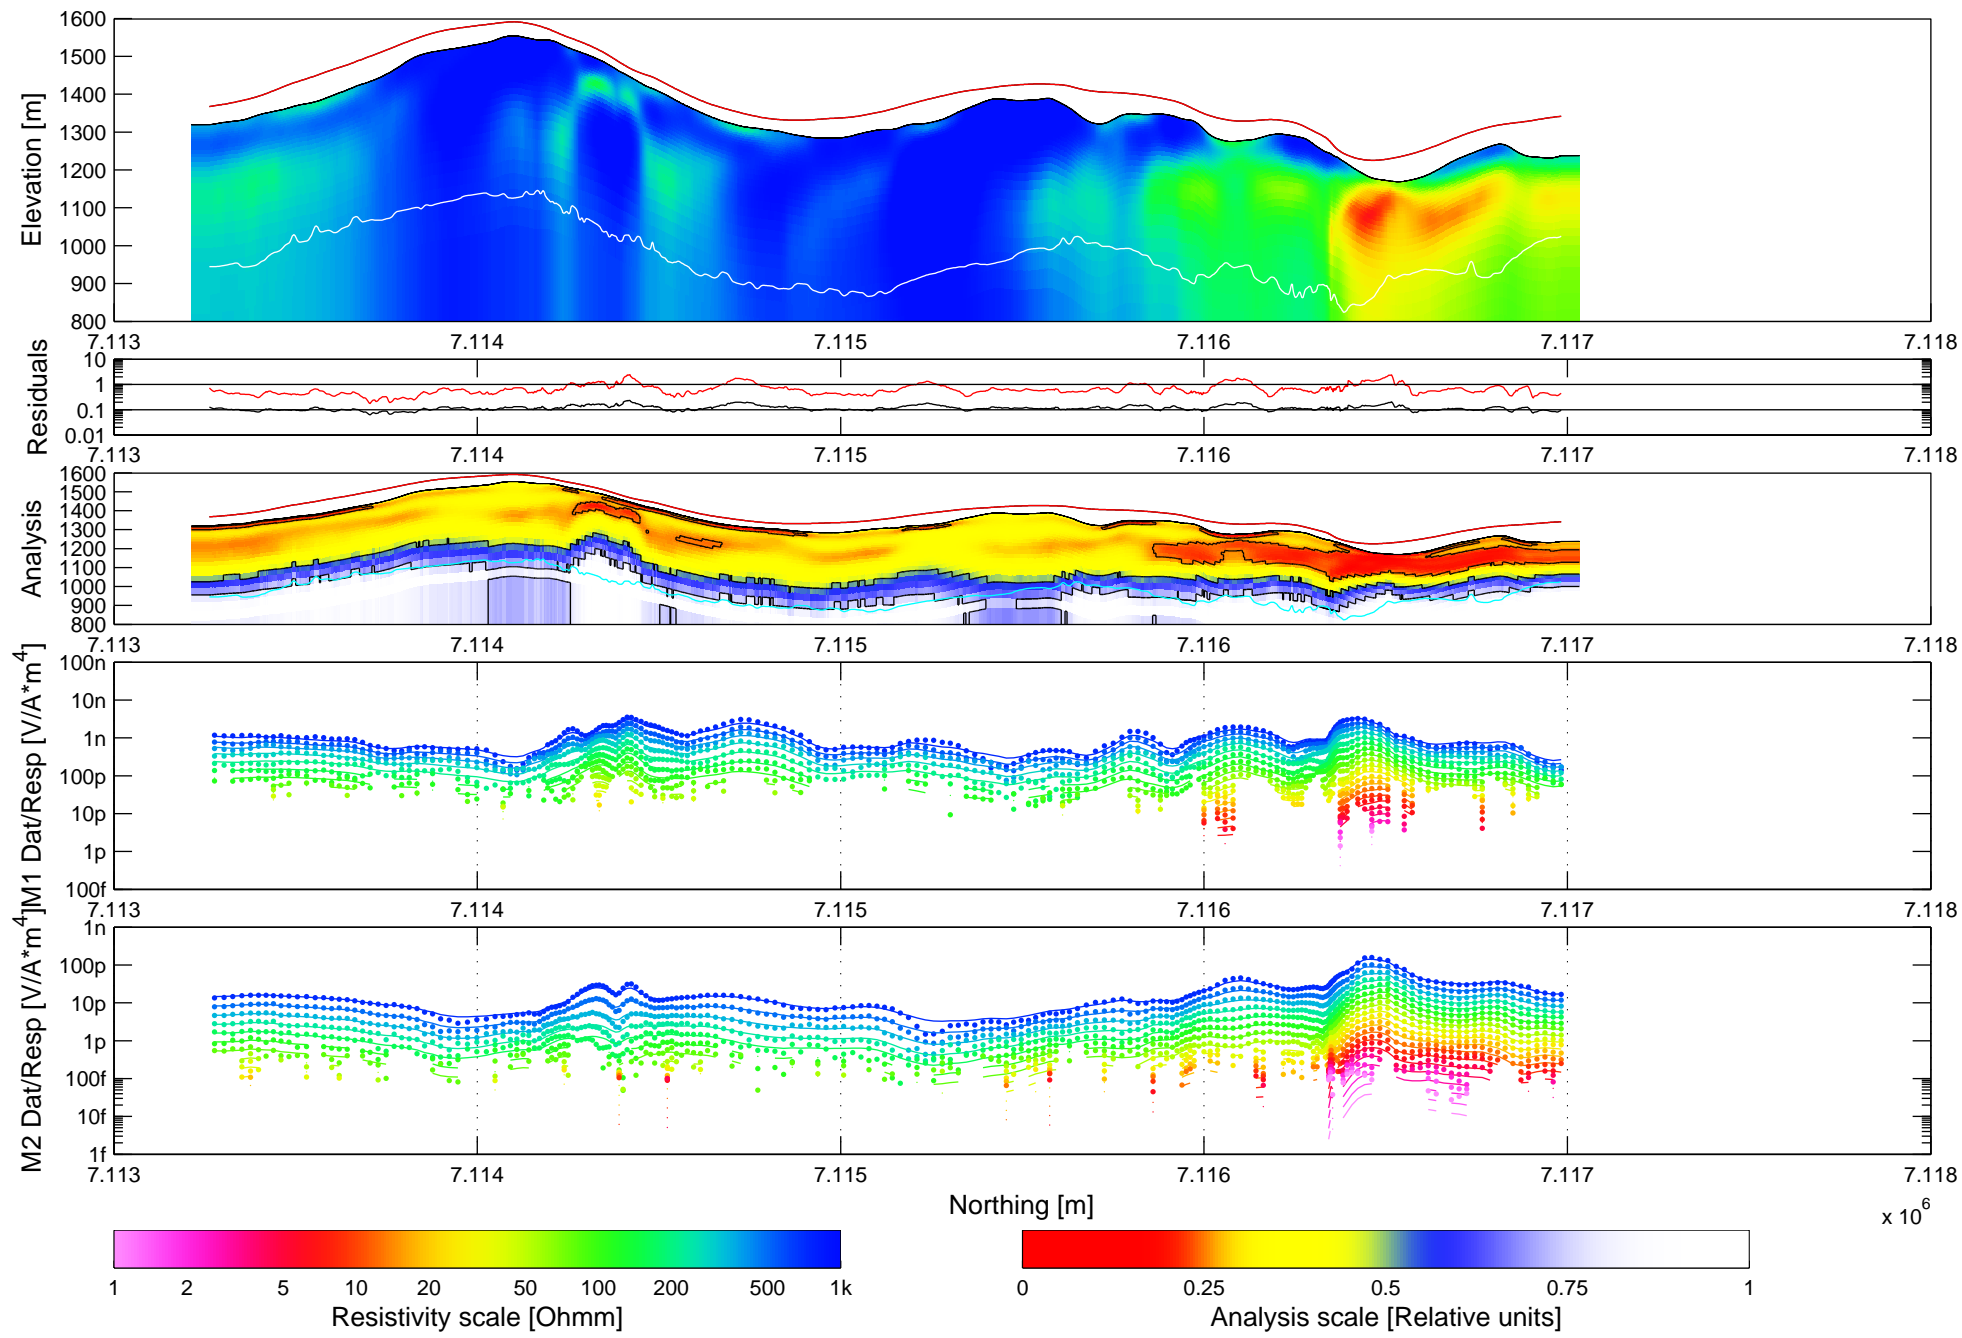 1600
1500
1400
1300
1200
1100
1000
900
800
Elevation [m]
7.113 7.114 7.115 7.116 7.117 7.118
10
1
0.1
0.01
Residuals
7.113 7.114 7.115 7.116 7.117 7.118
1600
1500
1400
1300
1200
1100
1000
900
800
Analysis
7.113 7.114 7.115 7.116 7.117 7.118
100n
10n
1n
100p
10p
1p
100f
M1 Dat/Resp [V/A*m^4]
7.113 7.114 7.115 7.116 7.117 7.118
1n
100p
10p
1p
100f
10f
1f
M2 Dat/Resp [V/A*m^4]
7.113 7.114 7.115 7.116 7.117 7.118
Northing [m]
x 10^6
1 2 5 10 20 50 100 200 500 1k
Resistivity scale [Ohmm]
0 0.25 0.5 0.75 1
Analysis scale [Relative units]